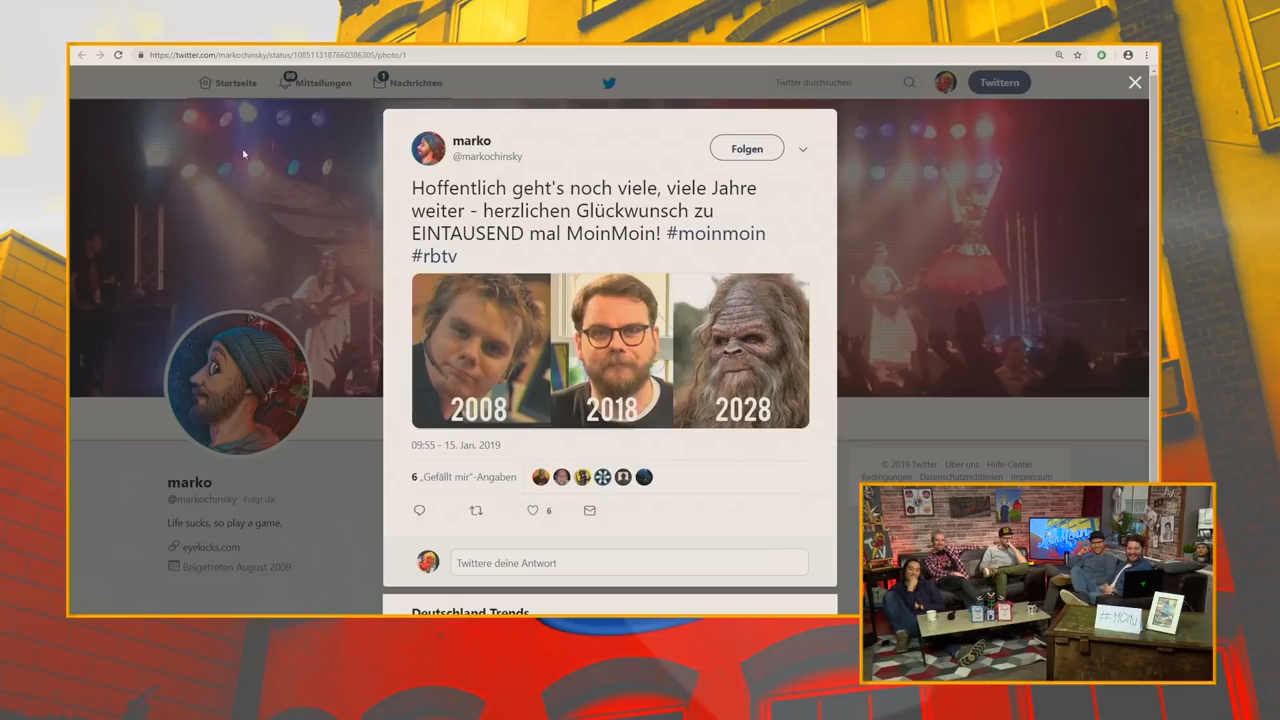 https://twitter.com/markochinsky/status/1085113187660386305/photo/1
Startseite
89
Mitteilungen
1
Nachrichten
Twitter durchsuchen
Twittern
marko
@markochinsky
Folgen
Hoffentlich geht's noch viele, viele Jahre
weiter - herzlichen Glückwunsch zu
EINTAUSEND mal MoinMoin! #moinmoin
#rbtv
2008
2018
2028
09:55 - 15. Jan. 2019
6 „Gefällt mir“-Angaben
6
Twittere deine Antwort
Deutschland Trends
marko
@markochinsky Folgt dir
Life sucks, so play a game.
eyekicks.com
Beigetreten August 2009
© 2019 Twitter Über uns Hilfe-Center
Bedingungen Datenschutzrichtlinien Impressum
MoinMoin
#MOIN